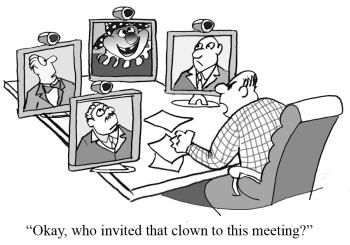 “Okay, who invited that clown to this meeting?”